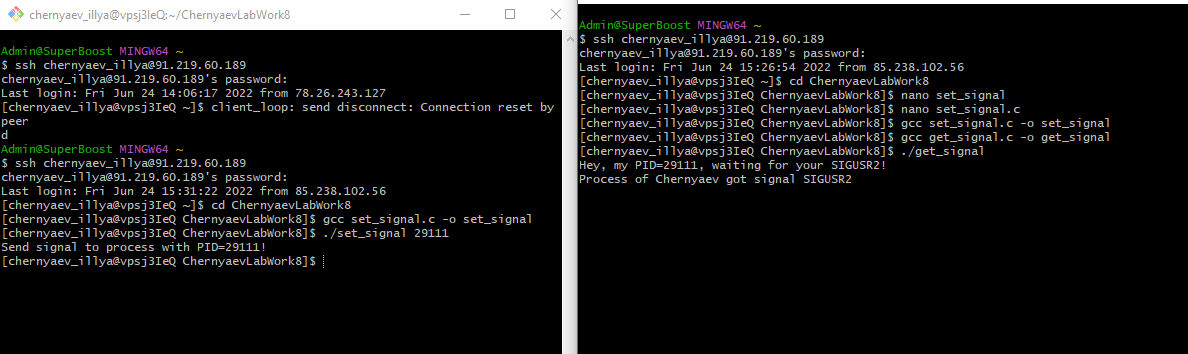 chernyaev_illya@vpsj3IeQ:~/ChernyaevLabWork8
Admin@SuperBoost MINGW64 ~
$ ssh chernyaev_illya@91.219.60.189
chernyaev_illya@91.219.60.189's password:
Last login: Fri Jun 24 14:06:17 2022 from 78.26.243.127
[chernyaev_illya@vpsj3IeQ ~]$ client_loop: send disconnect: Connection reset by
peer
d
Admin@SuperBoost MINGW64 ~
$ ssh chernyaev_illya@91.219.60.189
chernyaev_illya@91.219.60.189's password:
Last login: Fri Jun 24 15:31:22 2022 from 85.238.102.56
[chernyaev_illya@vpsj3IeQ ~]$ cd ChernyaevLabWork8
[chernyaev_illya@vpsj3IeQ ChernyaevLabWork8]$ gcc set_signal.c -o set_signal
[chernyaev_illya@vpsj3IeQ ChernyaevLabWork8]$ ./set_signal 29111
Send signal to process with PID=29111!
[chernyaev_illya@vpsj3IeQ ChernyaevLabWork8]$
Admin@SuperBoost MINGW64 ~
$ ssh chernyaev_illya@91.219.60.189
chernyaev_illya@91.219.60.189's password:
Last login: Fri Jun 24 15:26:54 2022 from 85.238.102.56
[chernyaev_illya@vpsj3IeQ ~]$ cd ChernyaevLabWork8
[chernyaev_illya@vpsj3IeQ ChernyaevLabWork8]$ nano set_signal
[chernyaev_illya@vpsj3IeQ ChernyaevLabWork8]$ nano set_signal.c
[chernyaev_illya@vpsj3IeQ ChernyaevLabWork8]$ gcc set_signal.c -o set_signal
[chernyaev_illya@vpsj3IeQ ChernyaevLabWork8]$ gcc get_signal.c -o get_signal
[chernyaev_illya@vpsj3IeQ ChernyaevLabWork8]$ ./get_signal
Hey, my PID=29111, waiting for your SIGUSR2!
Process of Chernyaev got signal SIGUSR2